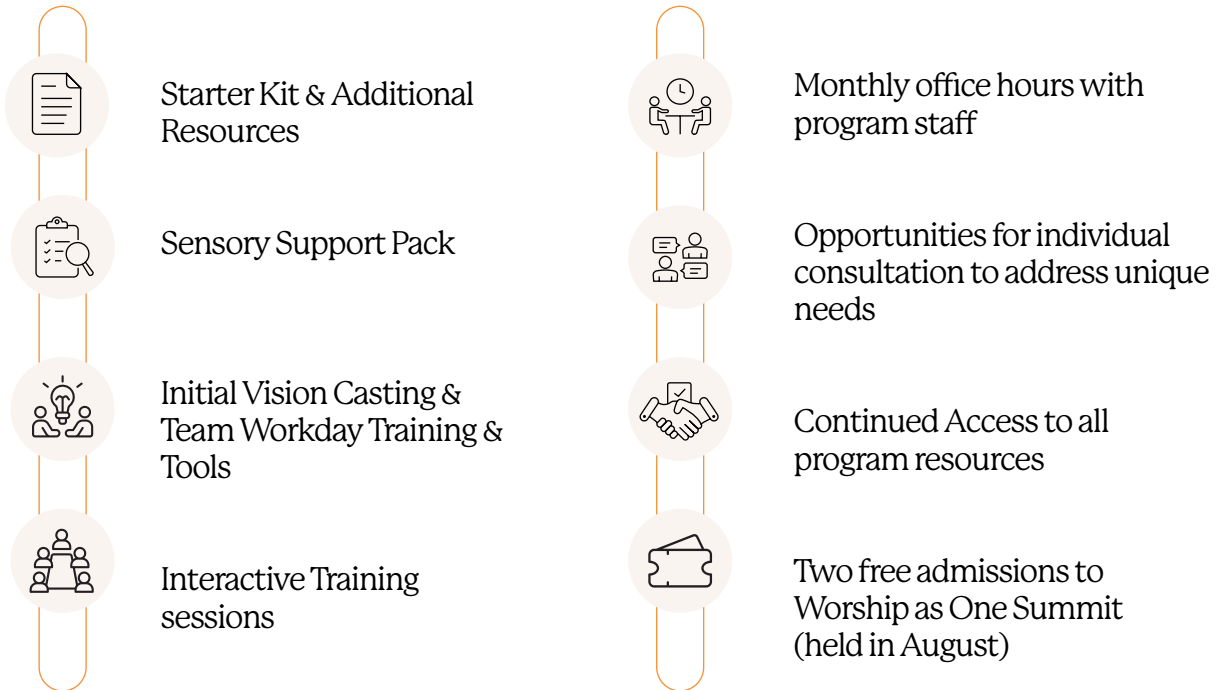 Starter Kit & Additional
Resources
Sensory Support Pack
Initial Vision Casting &
Team Workday Training &
Tools
Interactive Training
sessions
Monthly office hours with
program staff
Opportunities for individual
consultation to address unique
needs
Continued Access to all
program resources
Two free admissions to
Worship as One Summit
(held in August)